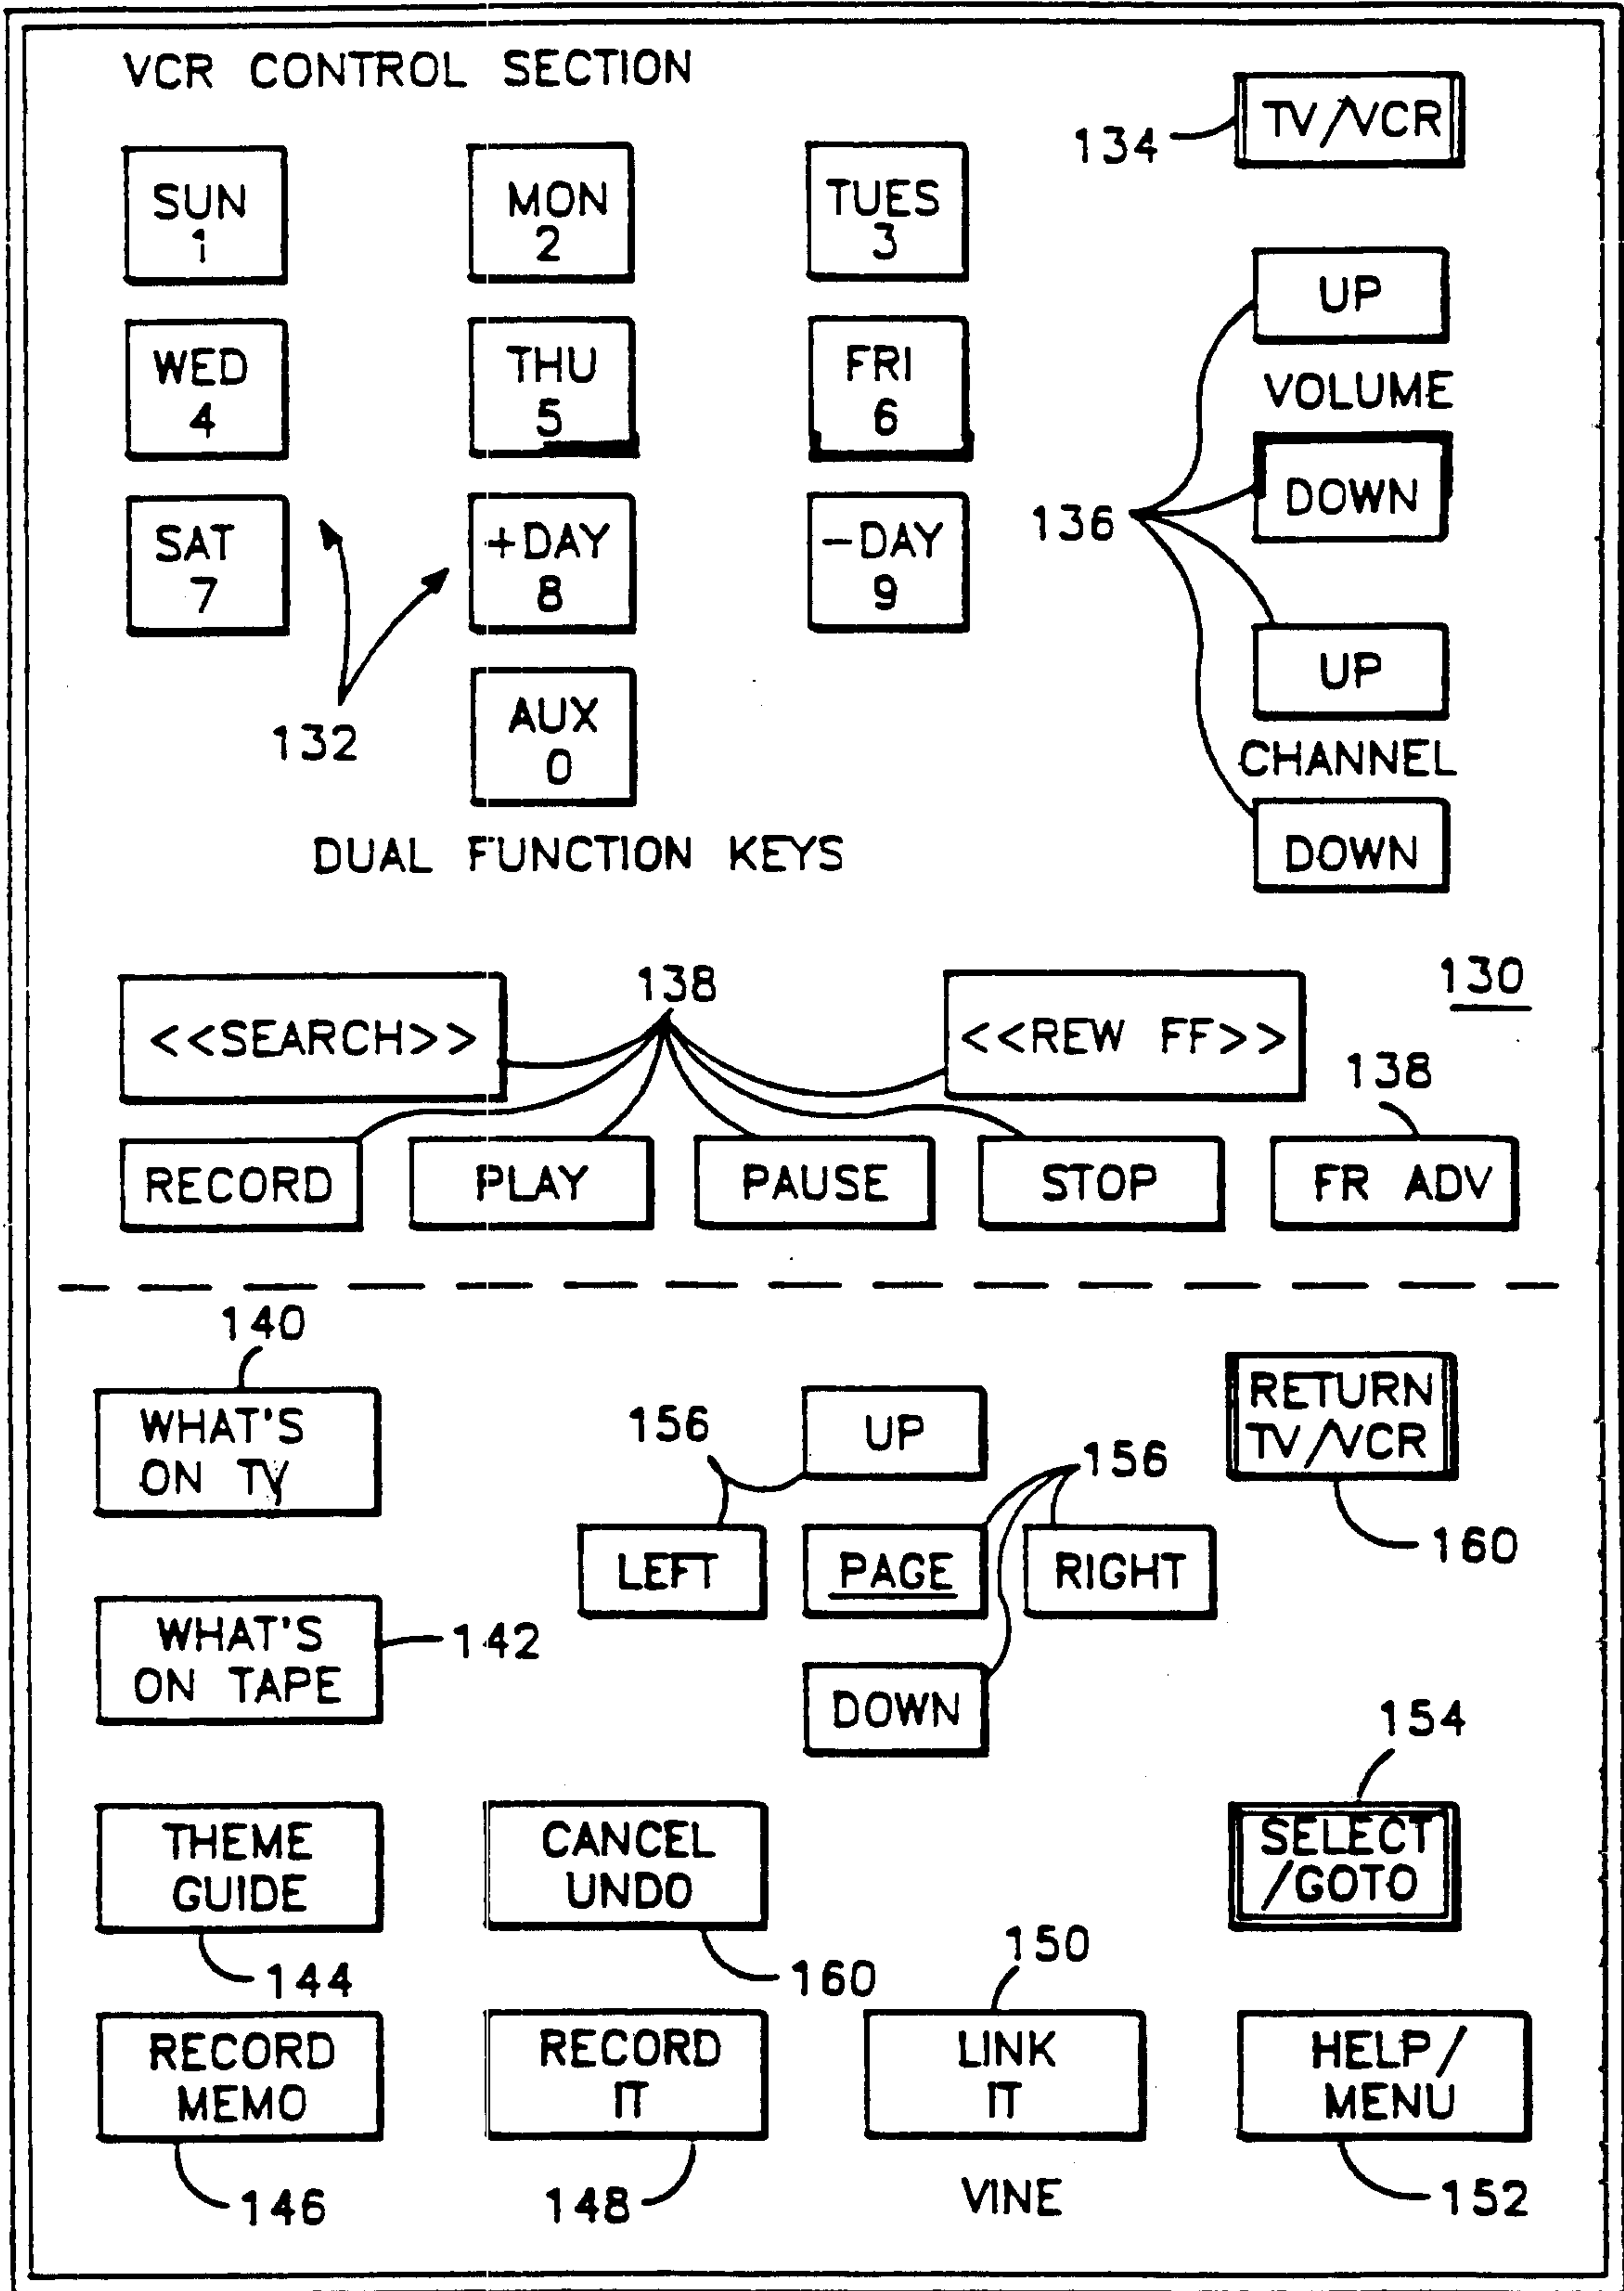 VCR CONTROL SECTION
TV/VCR
134
SUN
1
MON
2
TUES
3
UP
VOLUME
DOWN
WED
4
THU
5
FRI
6
136
SAT
7
+DAY
8
-DAY
9
UP
CHANNEL
DOWN
132
AUX
0
DUAL FUNCTION KEYS
130
<<SEARCH>>
138
<<REW FF>>
138
RECORD
PLAY
PAUSE
STOP
FR ADV
140
WHAT'S
ON TV
156
UP
156
RETURN
TV/VCR
160
LEFT
PAGE
RIGHT
WHAT'S
ON TAPE
142
DOWN
154
THEME
GUIDE
CANCEL
UNDO
SELECT
/GOTO
144
160
150
RECORD
MEMO
RECORD
IT
LINK
IT
HELP/
MENU
146
148
VINE
152